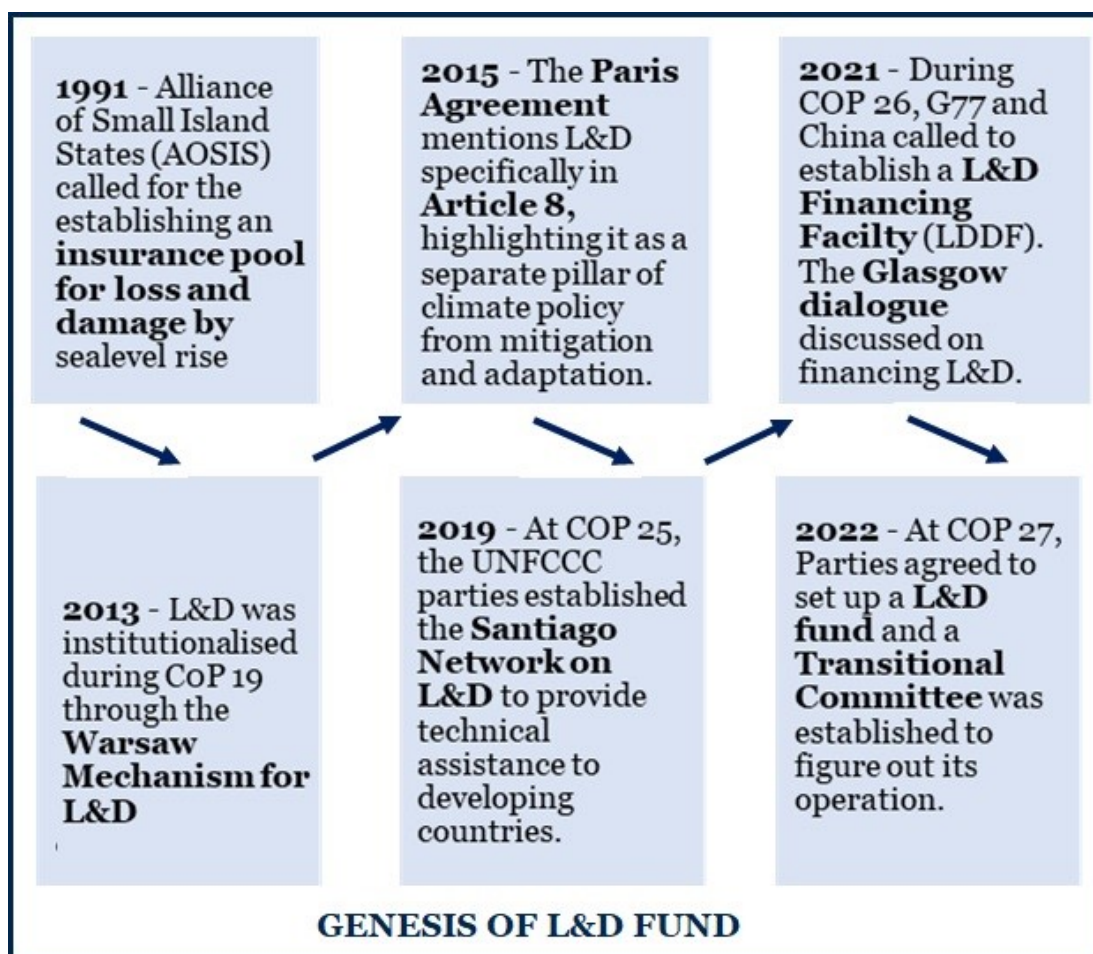 1991 - Alliance
of Small Island
States (AOSIS)
called for the
establishing an
insurance pool
for loss and
damage by
sealevel rise
2013 - L&D was
institutionalised
during CoP 19
through the
Warsaw
Mechanism for
L&D
2015 - The Paris
Agreement
mentions L&D
specifically in
Article 8,
highlighting it as a
separate pillar of
climate policy
from mitigation
and adaptation.
2019 - At COP 25,
the UNFCCC
parties established
the Santiago
Network on
L&D to provide
technical
assistance to
developing
countries.
2021 - During
COP 26, G77 and
China called to
establish a L&D
Financing
Facilty (LDDF).
The Glasgow
dialogue
discussed on
financing L&D.
2022 - At COP 27,
Parties agreed to
set up a L&D
fund and a
Transitional
Committee was
established to
figure out its
operation.
GENESIS OF L&D FUND